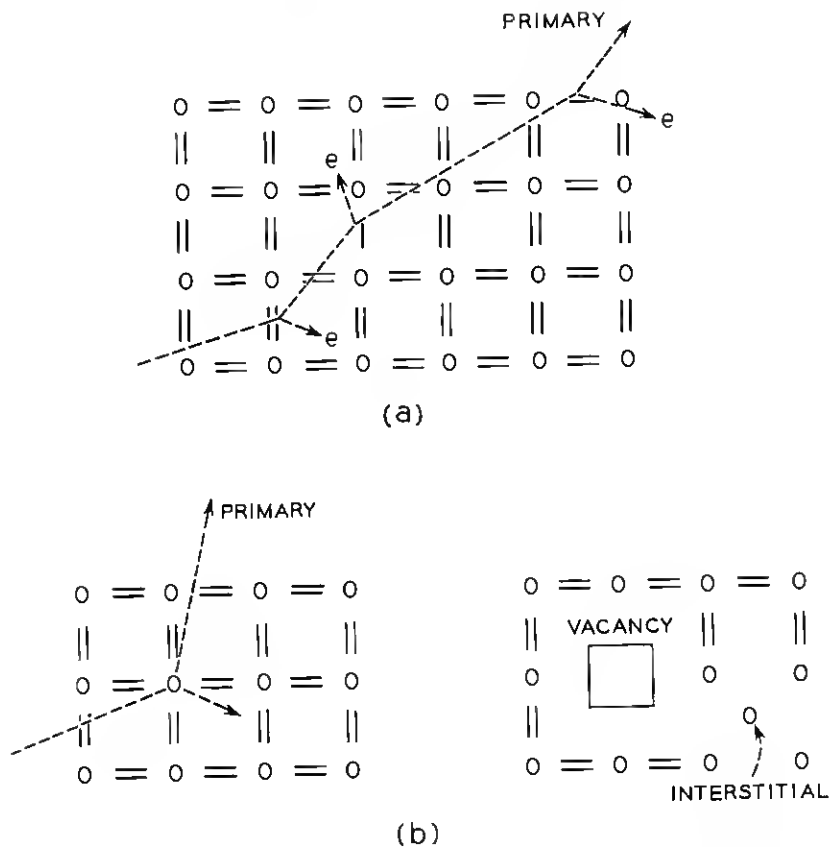 PRIMARY
e
e
e
(a)
PRIMARY
VACANCY
INTERSTITIAL
(b)